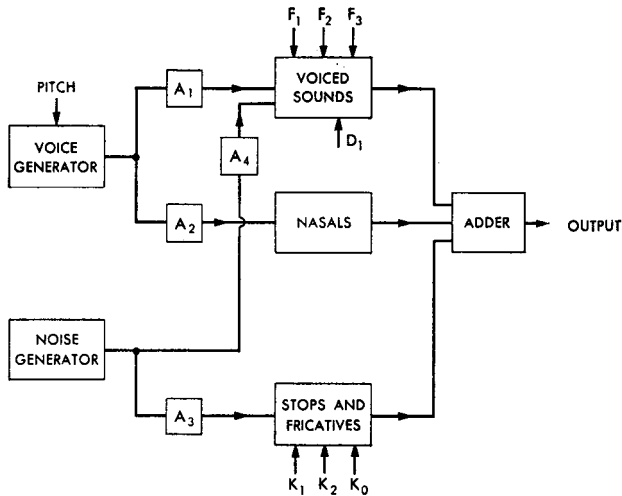 F₁ F₂ F₃
PITCH
A₁
VOICED
SOUNDS
VOICE
GENERATOR
D₁
A₄
A₂
NASALS
ADDER
OUTPUT
NOISE
GENERATOR
A₃
STOPS AND
FRICATIVES
K₁ K₂ K₀